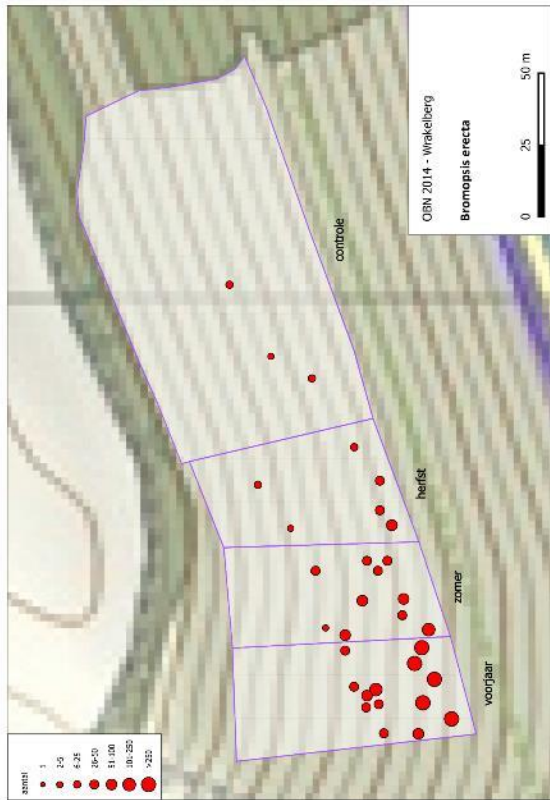 aantal
1
2-5
6-25
26-50
51-100
101-250
>250
voorjaar
zomer
herfst
controle
OBN 2014 - Wrakelberg
Bromopsis erecta
0 25 50 m